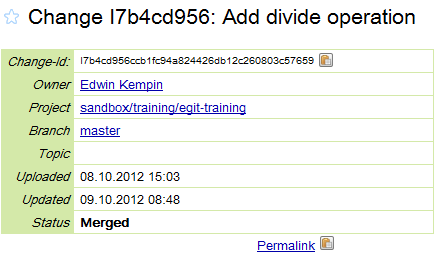 Change I7b4cd956: Add divide operation
Change-Id: I7b4cd956ccb1fc94a824426db12c260803c57659
Owner Edwin Kempin
Project sandbox/training/egit-training
Branch master
Topic
Uploaded 08.10.2012 15:03
Updated 09.10.2012 08:48
Status Merged
Permalink